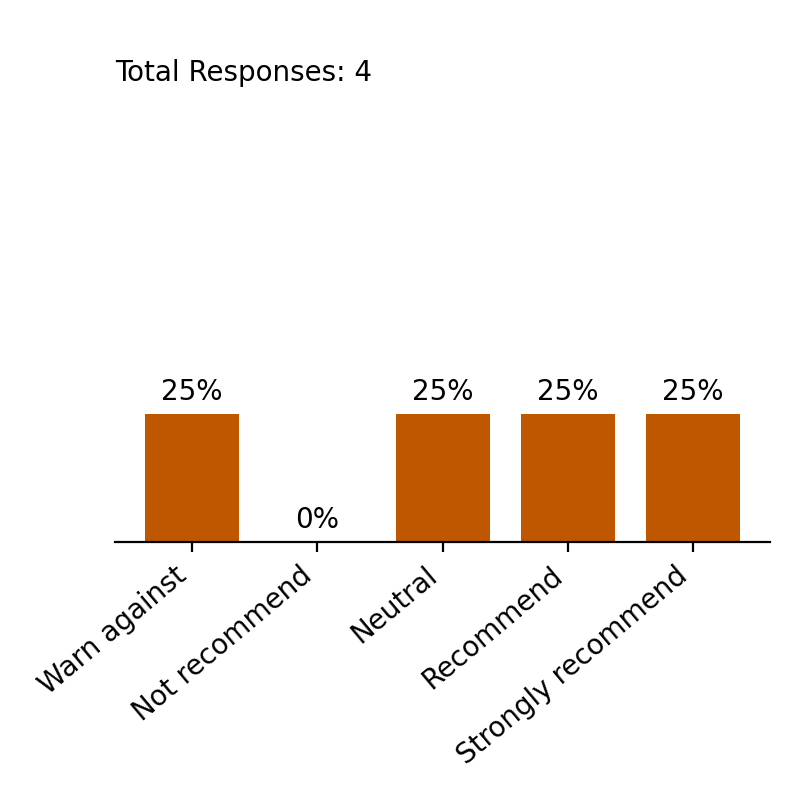 Total Responses: 4
25%
0%
25%
25%
25%
Warn against
Not recommend
Neutral
Recommend
Strongly recommend